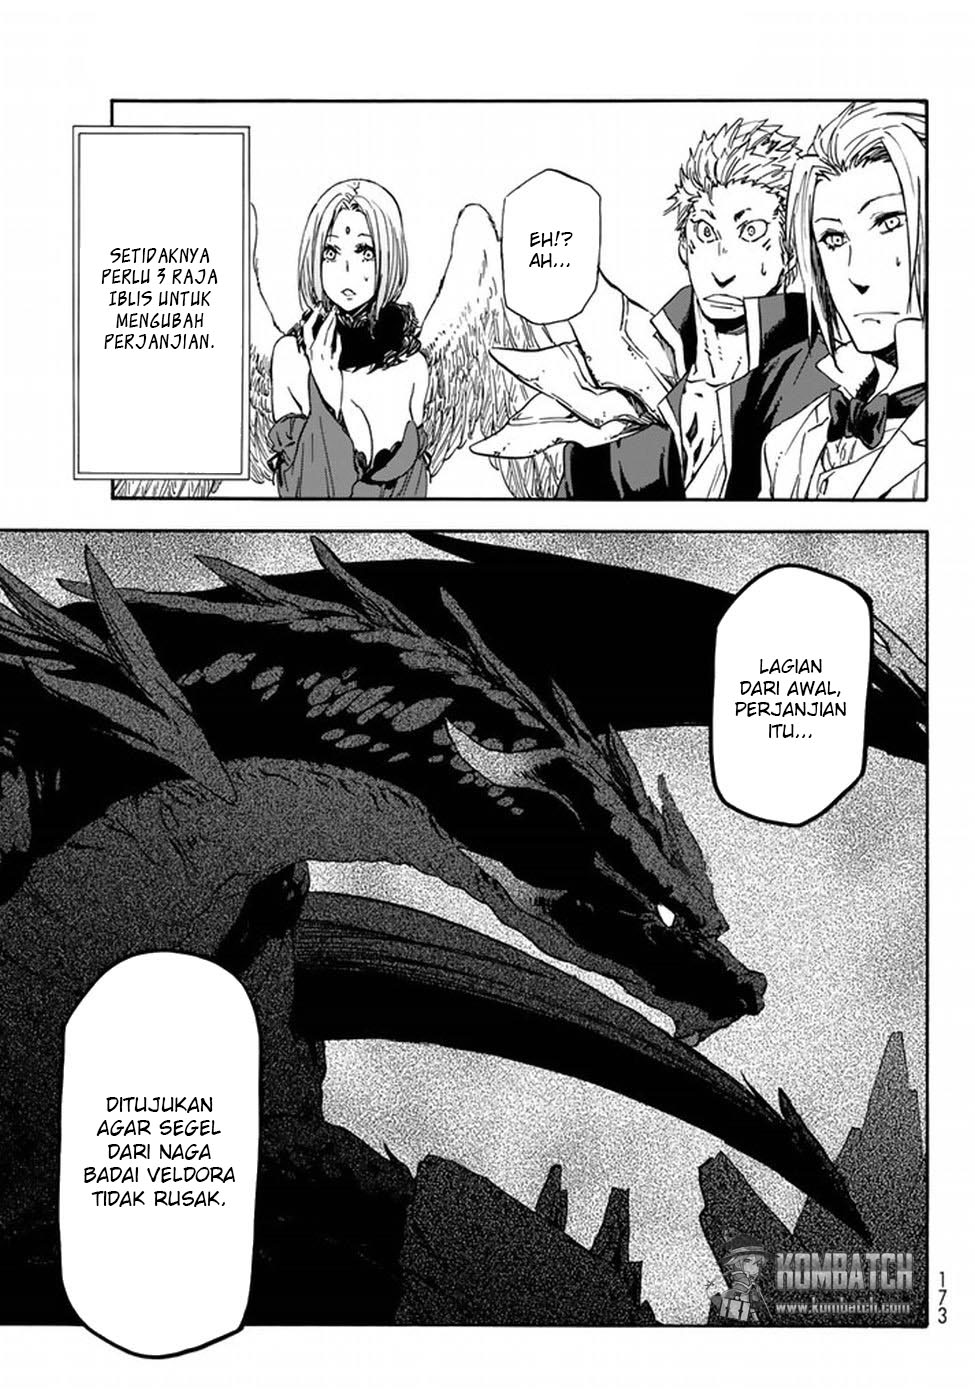 EH!?
AH...
SETIDAKNYA
PERLU 3 RAJA
IBLIS UNTUK
MENGUBAH
PERJANJIAN.
LAGIAN
DARI AWAL,
PERJANJIAN
ITU...
DITUJUKAN
AGAR SEGEL
DARI NAGA
BADAI VELDORA
TIDAK RUSAK.
KOMBATCH
www.kombatch.com
173